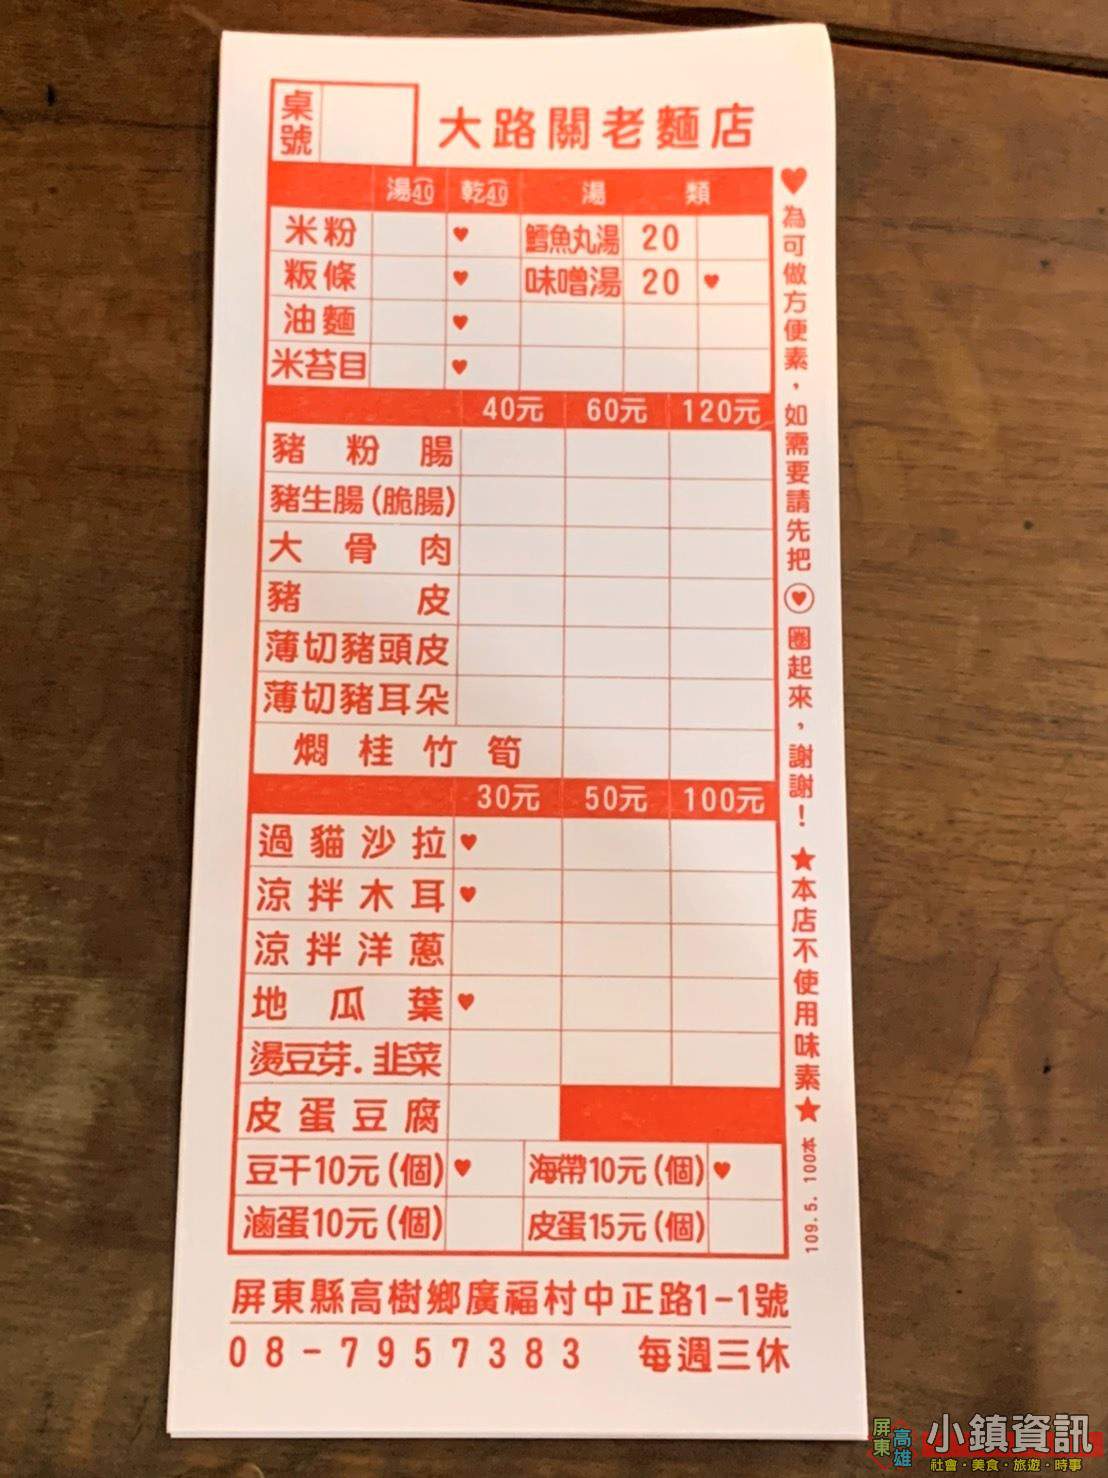 桌號
大路關老麵店
湯40 乾40 湯類
米粉 ♥ 鱈魚丸湯 20
粄條 ♥ 味噌湯 20 ♥
油麵 ♥
米苔目 ♥
40元 60元 120元
豬粉腸
豬生腸(脆腸)
大骨肉
豬皮
薄切豬頭皮
薄切豬耳朵
燜桂竹筍
30元 50元 100元
過貓沙拉 ♥
涼拌木耳 ♥
涼拌洋蔥
地瓜葉 ♥
燙豆芽.韭菜
皮蛋豆腐
豆干10元(個) ♥ 海帶10元(個) ♥
滷蛋10元(個) 皮蛋15元(個)
♥為可做方便素，如需要請先把♥圈起來，謝謝！★本店不使用味素★
109.5. 100本
屏東縣高樹鄉廣福村中正路1-1號
08-7957383 每週三休
屏東 高雄 小鎮資訊
社會·美食·旅遊·時事